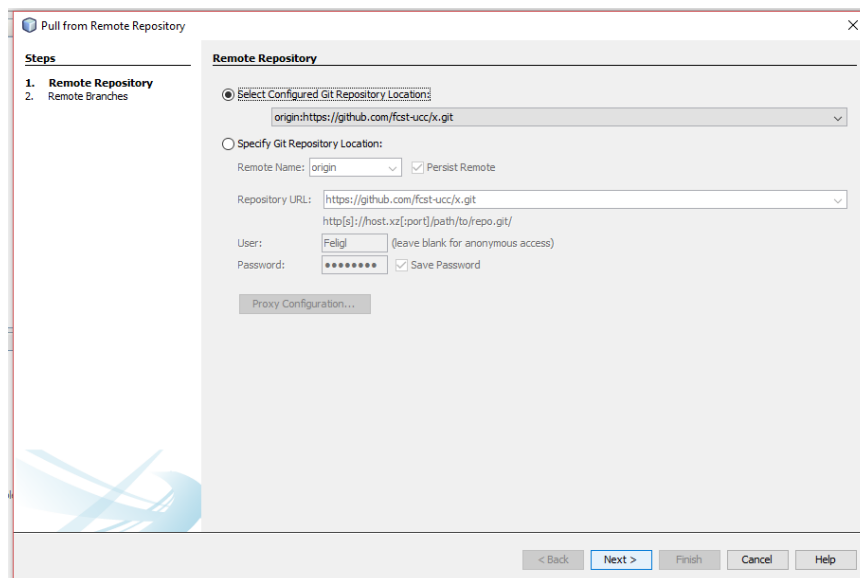 Pull from Remote Repository
Steps
1. Remote Repository
2. Remote Branches
Remote Repository
Select Configured Git Repository Location:
origin:https://github.com/fcst-ucc/x.git
Specify Git Repository Location:
Remote Name: origin Persist Remote
Repository URL: https://github.com/fcst-ucc/x.git
http[s]://host.xz[:port]/path/to/repo.git/
User: Feligl (leave blank for anonymous access)
Password: •••••••• Save Password
Proxy Configuration...
< Back Next > Finish Cancel Help